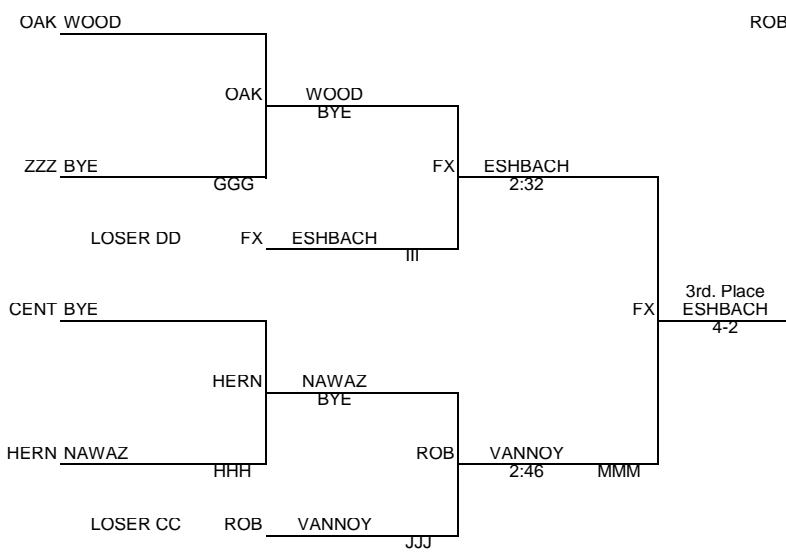 OAK WOOD
ROB
OAK WOOD
BYE
ZZZ BYE
GGG
FX ESHBACH
2:32
LOSER DD FX ESHBACH
III
3rd. Place
CENT BYE
FX ESHBACH
4-2
HERN NAWAZ
BYE
HERN NAWAZ
HHH
ROB VANNOY
2:46 MMM
LOSER CC ROB VANNOY
JJJ